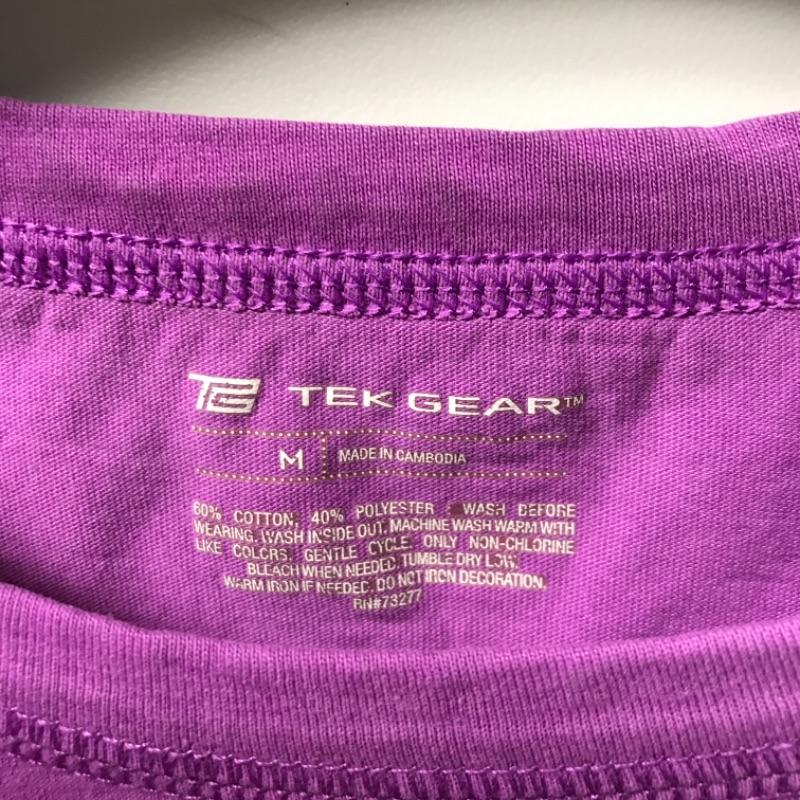 TG TEK GEAR™
M MADE IN CAMBODIA
60% COTTON, 40% POLYESTER WASH BEFORE
WEARING. WASH INSIDE OUT. MACHINE WASH WARM WITH
LIKE COLORS. GENTLE CYCLE. ONLY NON-CHLORINE
BLEACH WHEN NEEDED. TUMBLE DRY LOW.
WARM IRON IF NEEDED. DO NOT IRON DECORATION.
RN#73277